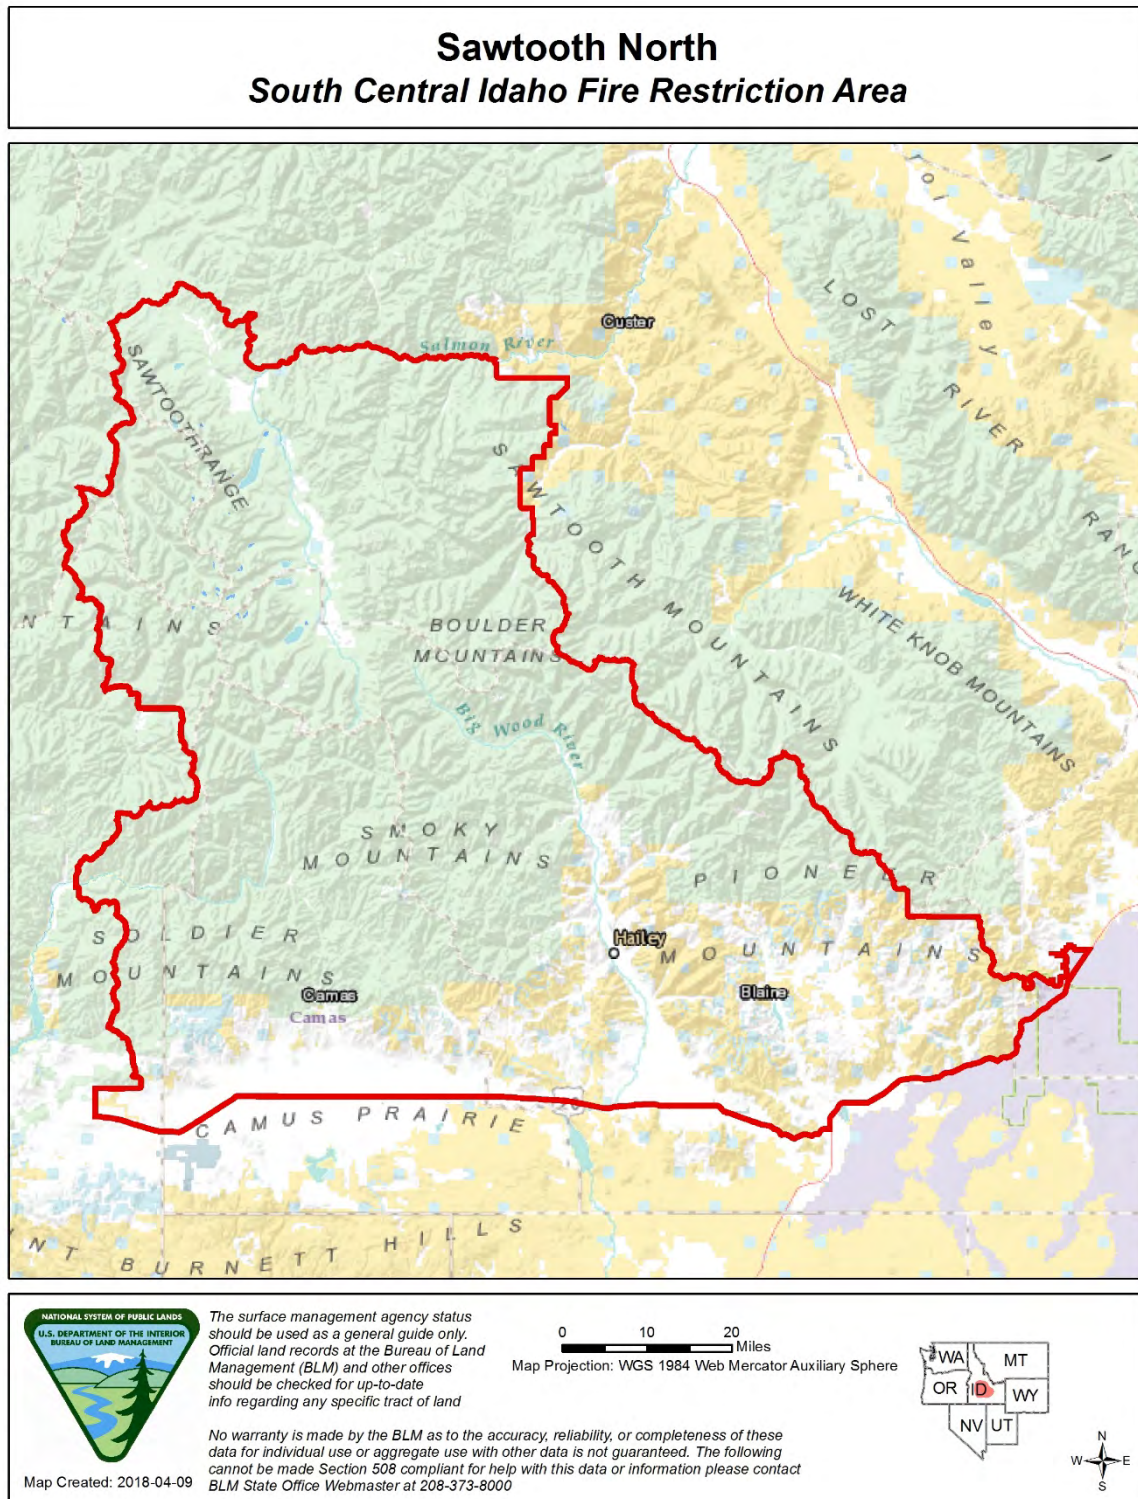 Sawtooth North
South Central Idaho Fire Restriction Area
Custer
Salmon River
SAWTOOTHRANGE
SAWTOOTH MOUNTAINS
LOST RIVER
Valley
WHITE KNOB MOUNTAINS
NTAINS
BOULDER
MOUNTAINS
Big Wood River
SMOKY
MOUNTAINS
PIONEER
MOUNTAINS
SOLDIER
MOUNTAINS
Hailey
Camas
Camas
Blaine
CAMUS PRAIRIE
NT BURNETT HILLS
NATIONAL SYSTEM OF PUBLIC LANDS
U.S. DEPARTMENT OF THE INTERIOR
BUREAU OF LAND MANAGEMENT
Map Created: 2018-04-09
The surface management agency status
should be used as a general guide only.
Official land records at the Bureau of Land
Management (BLM) and other offices
should be checked for up-to-date
info regarding any specific tract of land
No warranty is made by the BLM as to the accuracy, reliability, or completeness of these
data for individual use or aggregate use with other data is not guaranteed. The following
cannot be made Section 508 compliant for help with this data or information please contact
BLM State Office Webmaster at 208-373-8000
0 10 20
Miles
Map Projection: WGS 1984 Web Mercator Auxiliary Sphere
WA MT
OR ID WY
NV UT
N
W E
S